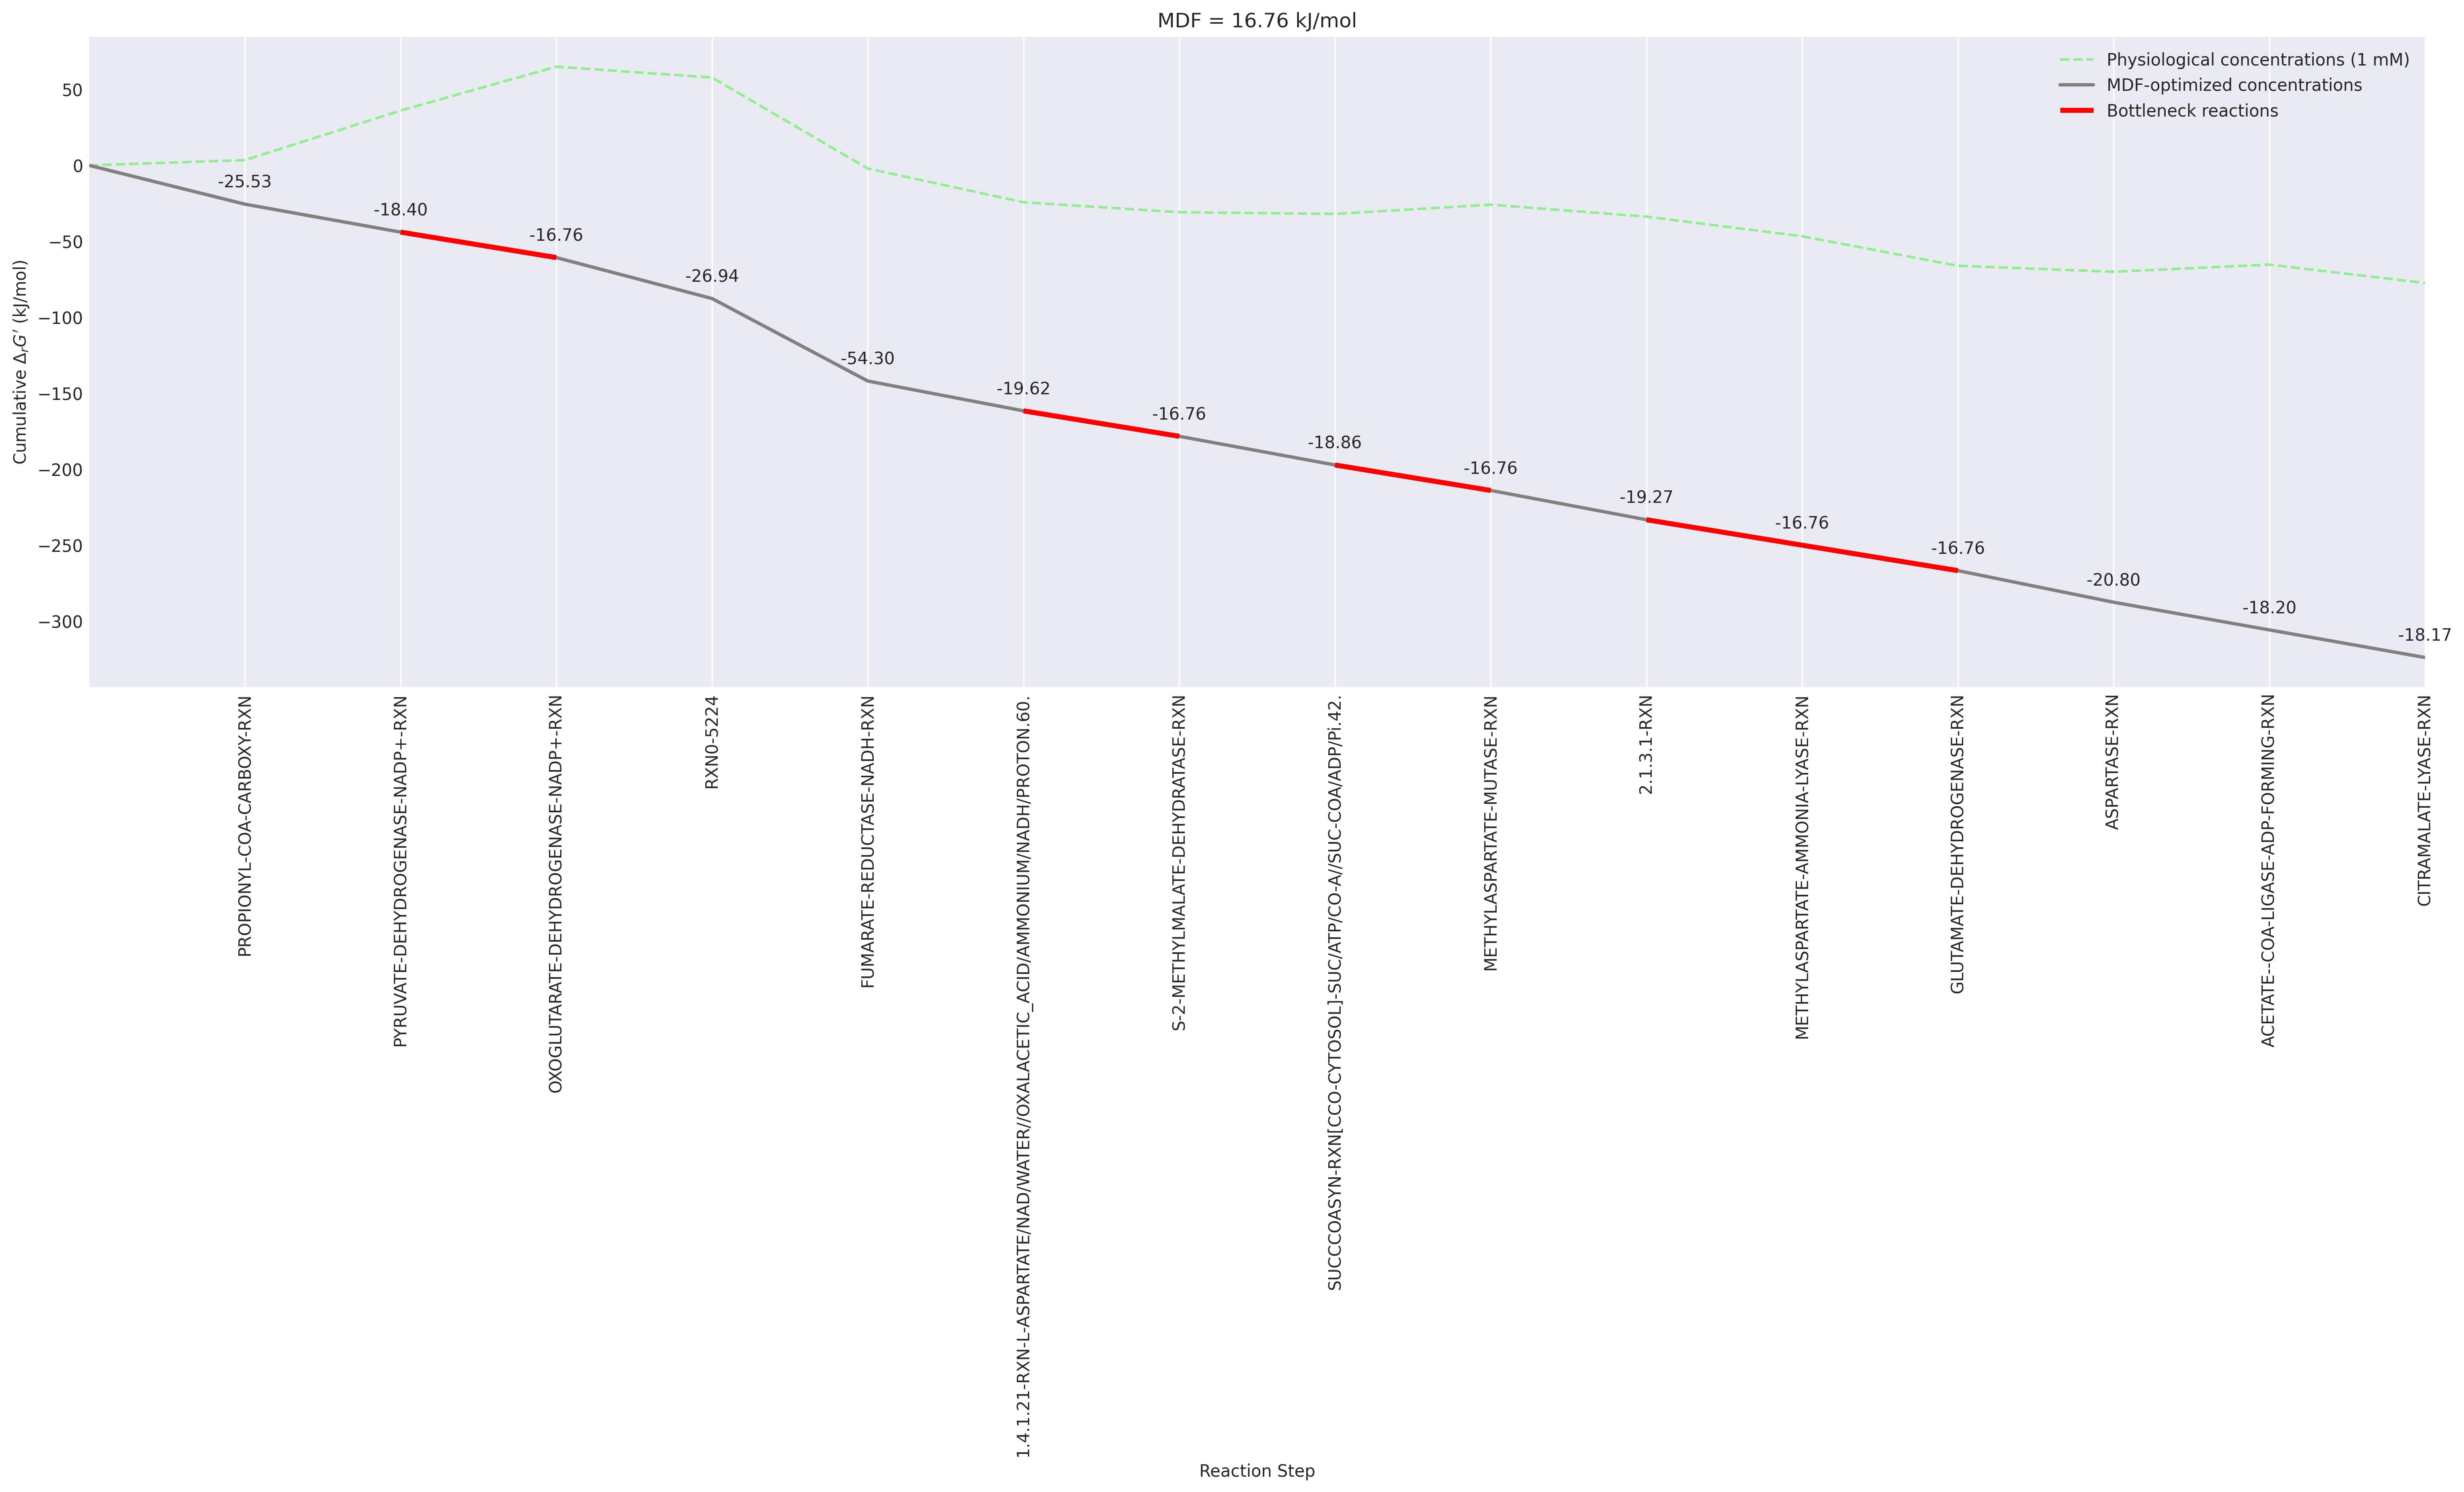 MDF = 16.76 kJ/mol
Physiological concentrations (1 mM)
MDF-optimized concentrations
Bottleneck reactions
Cumulative ΔrG′ (kJ/mol)
50
0
−50
−100
−150
−200
−250
−300
-25.53
-18.40
-16.76
-26.94
-54.30
-19.62
-16.76
-18.86
-16.76
-19.27
-16.76
-16.76
-20.80
-18.20
-18.17
PROPIONYL-COA-CARBOXY-RXN
PYRUVATE-DEHYDROGENASE-NADP+-RXN
OXOGLUTARATE-DEHYDROGENASE-NADP+-RXN
RXN0-5224
FUMARATE-REDUCTASE-NADH-RXN
1.4.1.21-RXN-L-ASPARTATE/NAD/WATER//OXALACETIC_ACID/AMMONIUM/NADH/PROTON.60.
S-2-METHYLMALATE-DEHYDRATASE-RXN
SUCCCOASYN-RXN[CCO-CYTOSOL]-SUC/ATP/CO-A//SUC-COA/ADP/Pi.42.
METHYLASPARTATE-MUTASE-RXN
2.1.3.1-RXN
METHYLASPARTATE-AMMONIA-LYASE-RXN
GLUTAMATE-DEHYDROGENASE-RXN
ASPARTASE-RXN
ACETATE--COA-LIGASE-ADP-FORMING-RXN
CITRAMALATE-LYASE-RXN
Reaction Step